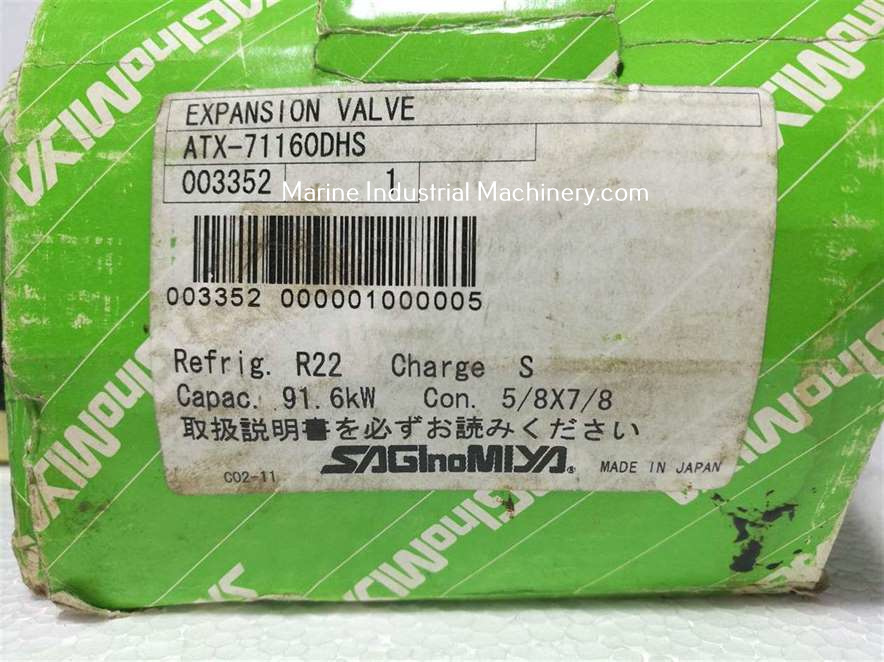 EXPANSION VALVE
ATX-71160DHS
003352 1
Marine Industrial Machinery.com
003352 000001000005
Refrig. R22 Charge S
Capac. 91.6kW Con. 5/8X7/8
取扱説明書を必ずお読みください
SAGInoMIYA® MADE IN JAPAN
C02-11
SAGInoMIYA
SAGInoMIYA